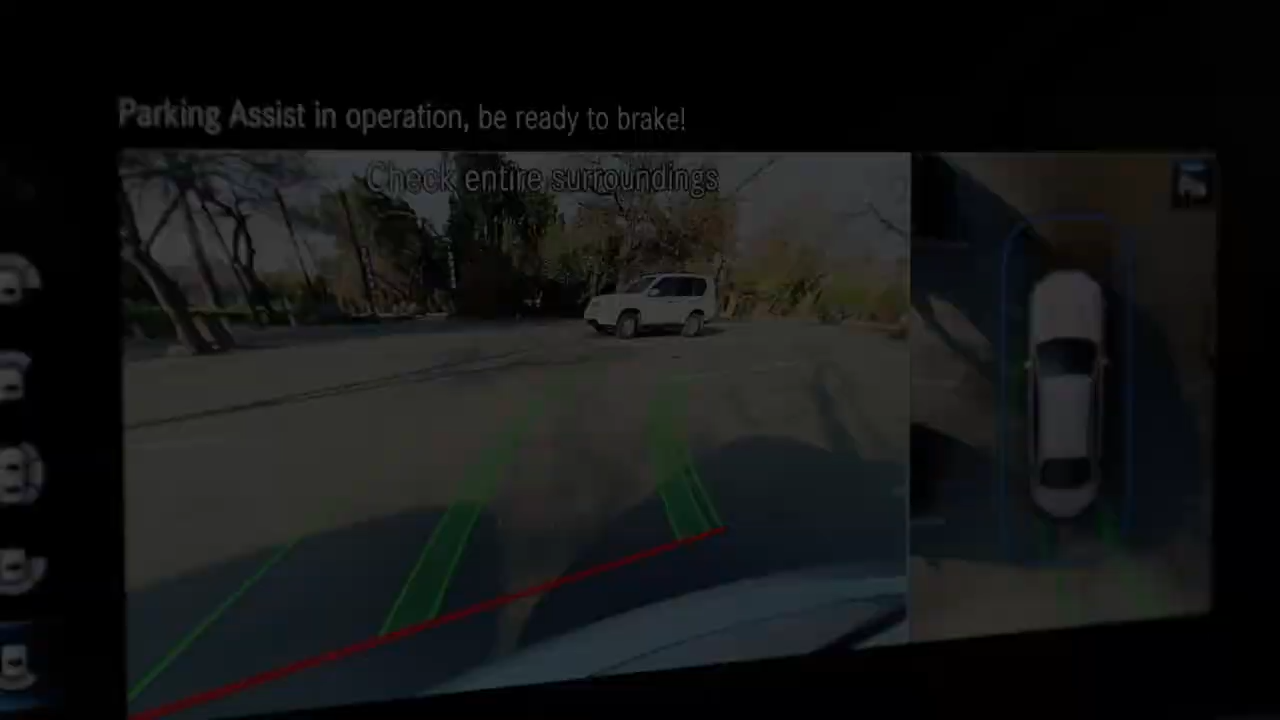 Parking Assist in operation, be ready to brake!
Check entire surroundings